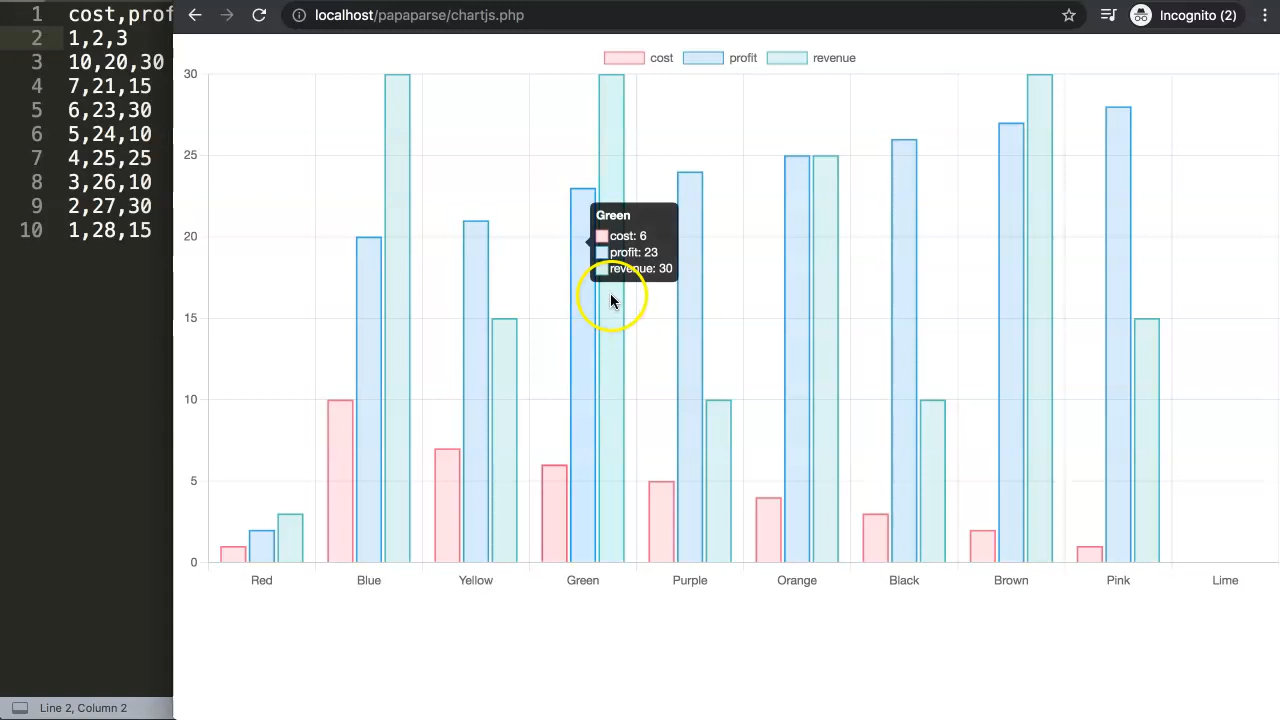 1 cost,prof
2 1,2,3
3 10,20,30
4 7,21,15
5 6,23,30
6 5,24,10
7 4,25,25
8 3,26,10
9 2,27,30
10 1,28,15
Line 2, Column 2
localhost/papaparse/chartjs.php
Incognito (2)
cost profit revenue
30
25
20
15
10
5
0
Green
cost: 6
profit: 23
revenue: 30
Red Blue Yellow Green Purple Orange Black Brown Pink Lime